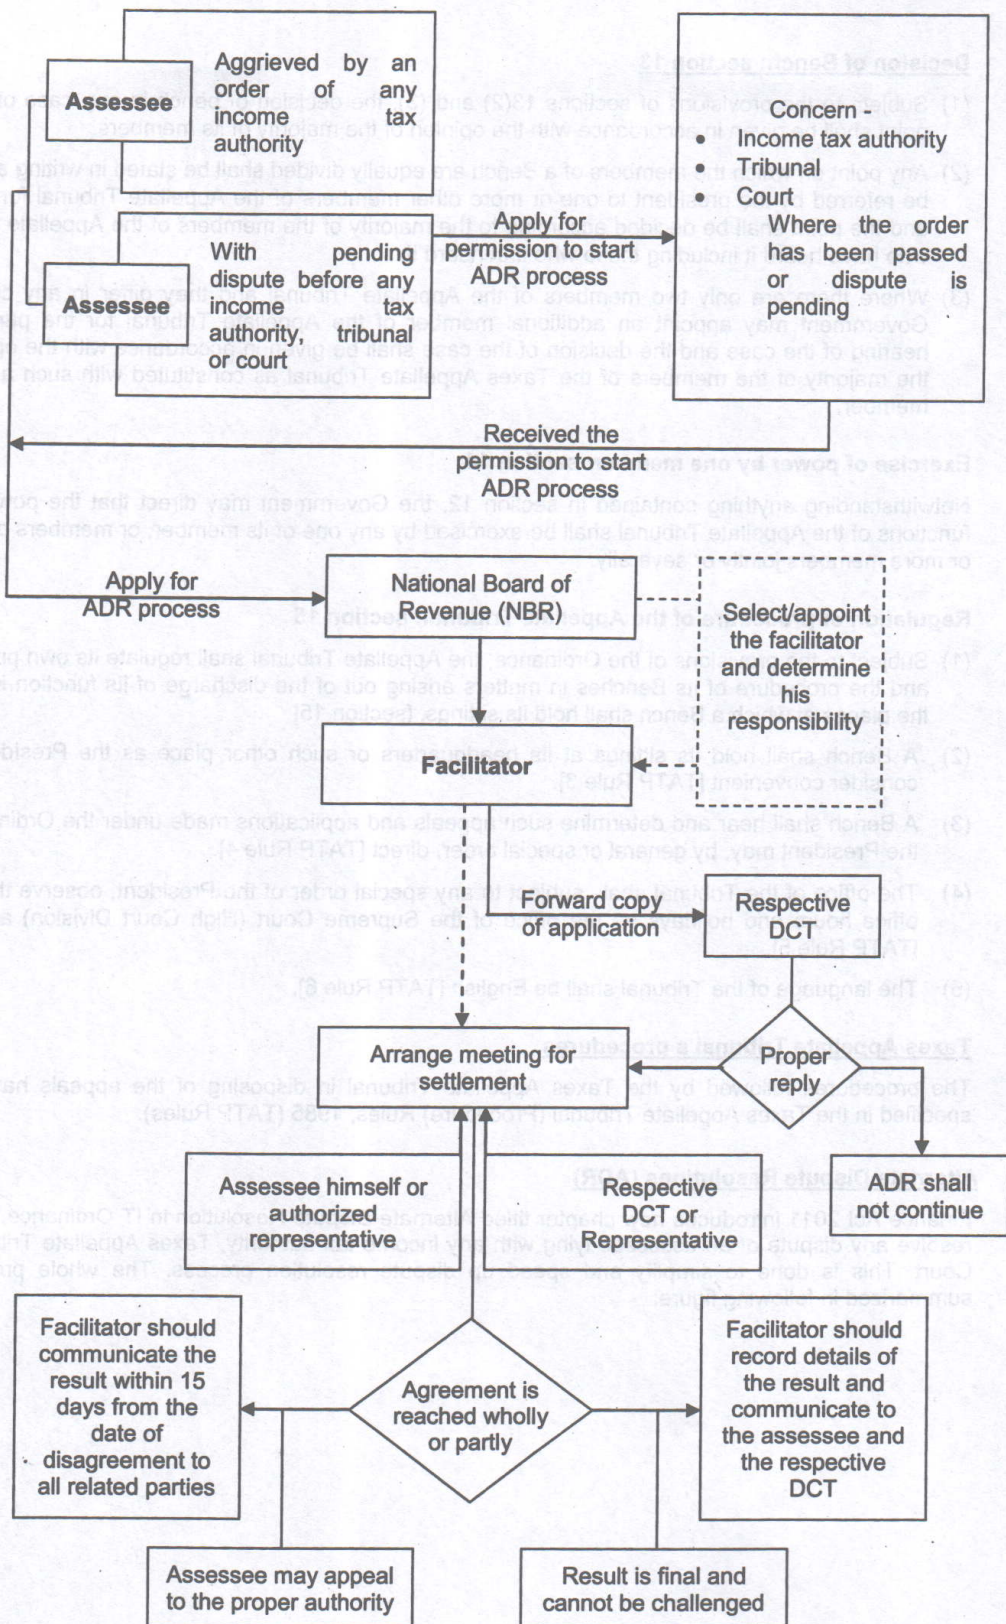 Assessee
Aggrieved by an
order of any
income tax
authority
Concern -
• Income tax authority
• Tribunal
• Court
Where the order
has been passed
or dispute is
pending
Assessee
With pending
dispute before any
income tax
authority, tribunal
or court
Apply for
permission to start
ADR process
Received the
permission to start
ADR process
Apply for
ADR process
National Board of
Revenue (NBR)
Select/appoint
the facilitator
and determine
his
responsibility
Facilitator
Forward copy
of application
Respective
DCT
Arrange meeting for
settlement
Proper
reply
Assessee himself or
authorized
representative
Respective
DCT or
Representative
ADR shall
not continue
Facilitator should
communicate the
result within 15
days from the
date of
disagreement to
all related parties
Agreement is
reached wholly
or partly
Facilitator should
record details of
the result and
communicate to
the assessee and
the respective
DCT
Assessee may appeal
to the proper authority
Result is final and
cannot be challenged